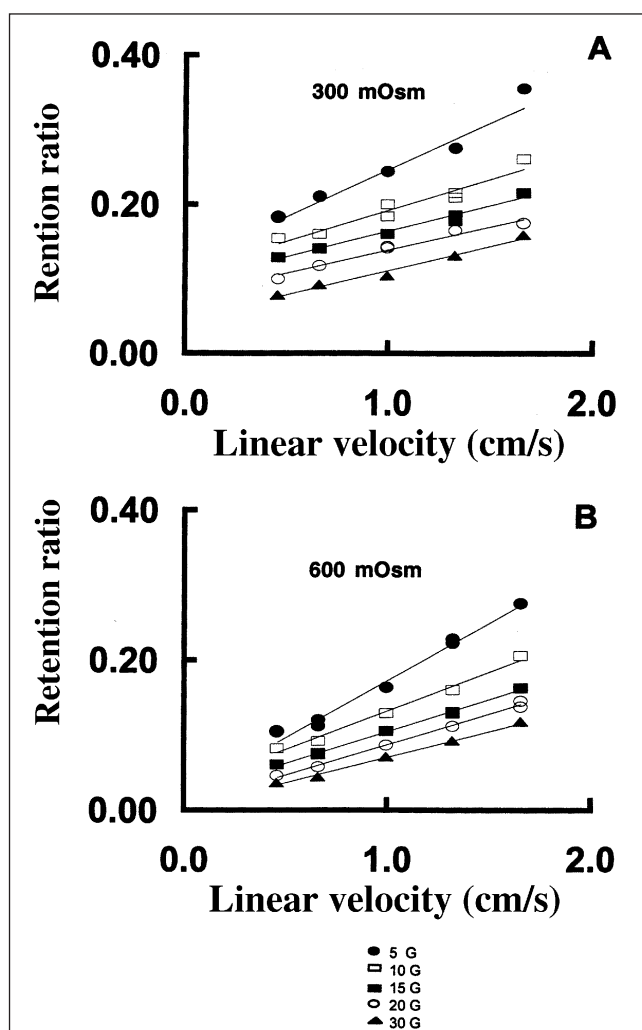 A
0.40
300 mOsm
Rention ratio
0.20
0.00
0.0 1.0 2.0
Linear velocity (cm/s)
B
0.40
600 mOsm
Retention ratio
0.20
0.00
0.0 1.0 2.0
Linear velocity (cm/s)
5 G
10 G
15 G
20 G
30 G